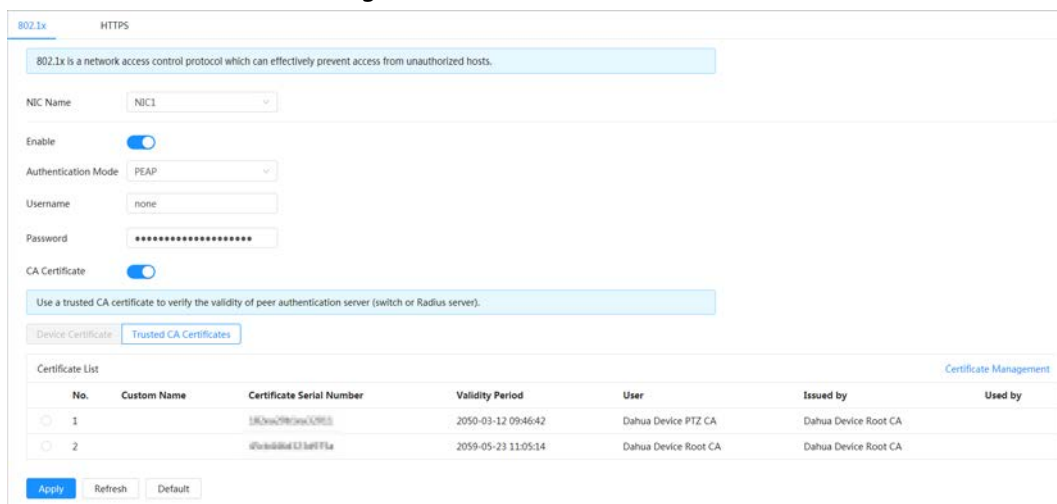 802.1x HTTPS
802.1x is a network access control protocol which can effectively prevent access from unauthorized hosts.
NIC Name NIC1
Enable
Authentication Mode PEAP
Username none
Password ••••••••••••••••••••
CA Certificate
Use a trusted CA certificate to verify the validity of peer authentication server (switch or Radius server).
Device Certificate Trusted CA Certificates
Certificate List Certificate Management
No. Custom Name Certificate Serial Number Validity Period User Issued by Used by
1 2050-03-12 09:46:42 Dahua Device PTZ CA Dahua Device Root CA
2 2059-05-23 11:05:14 Dahua Device Root CA Dahua Device Root CA
Apply Refresh Default